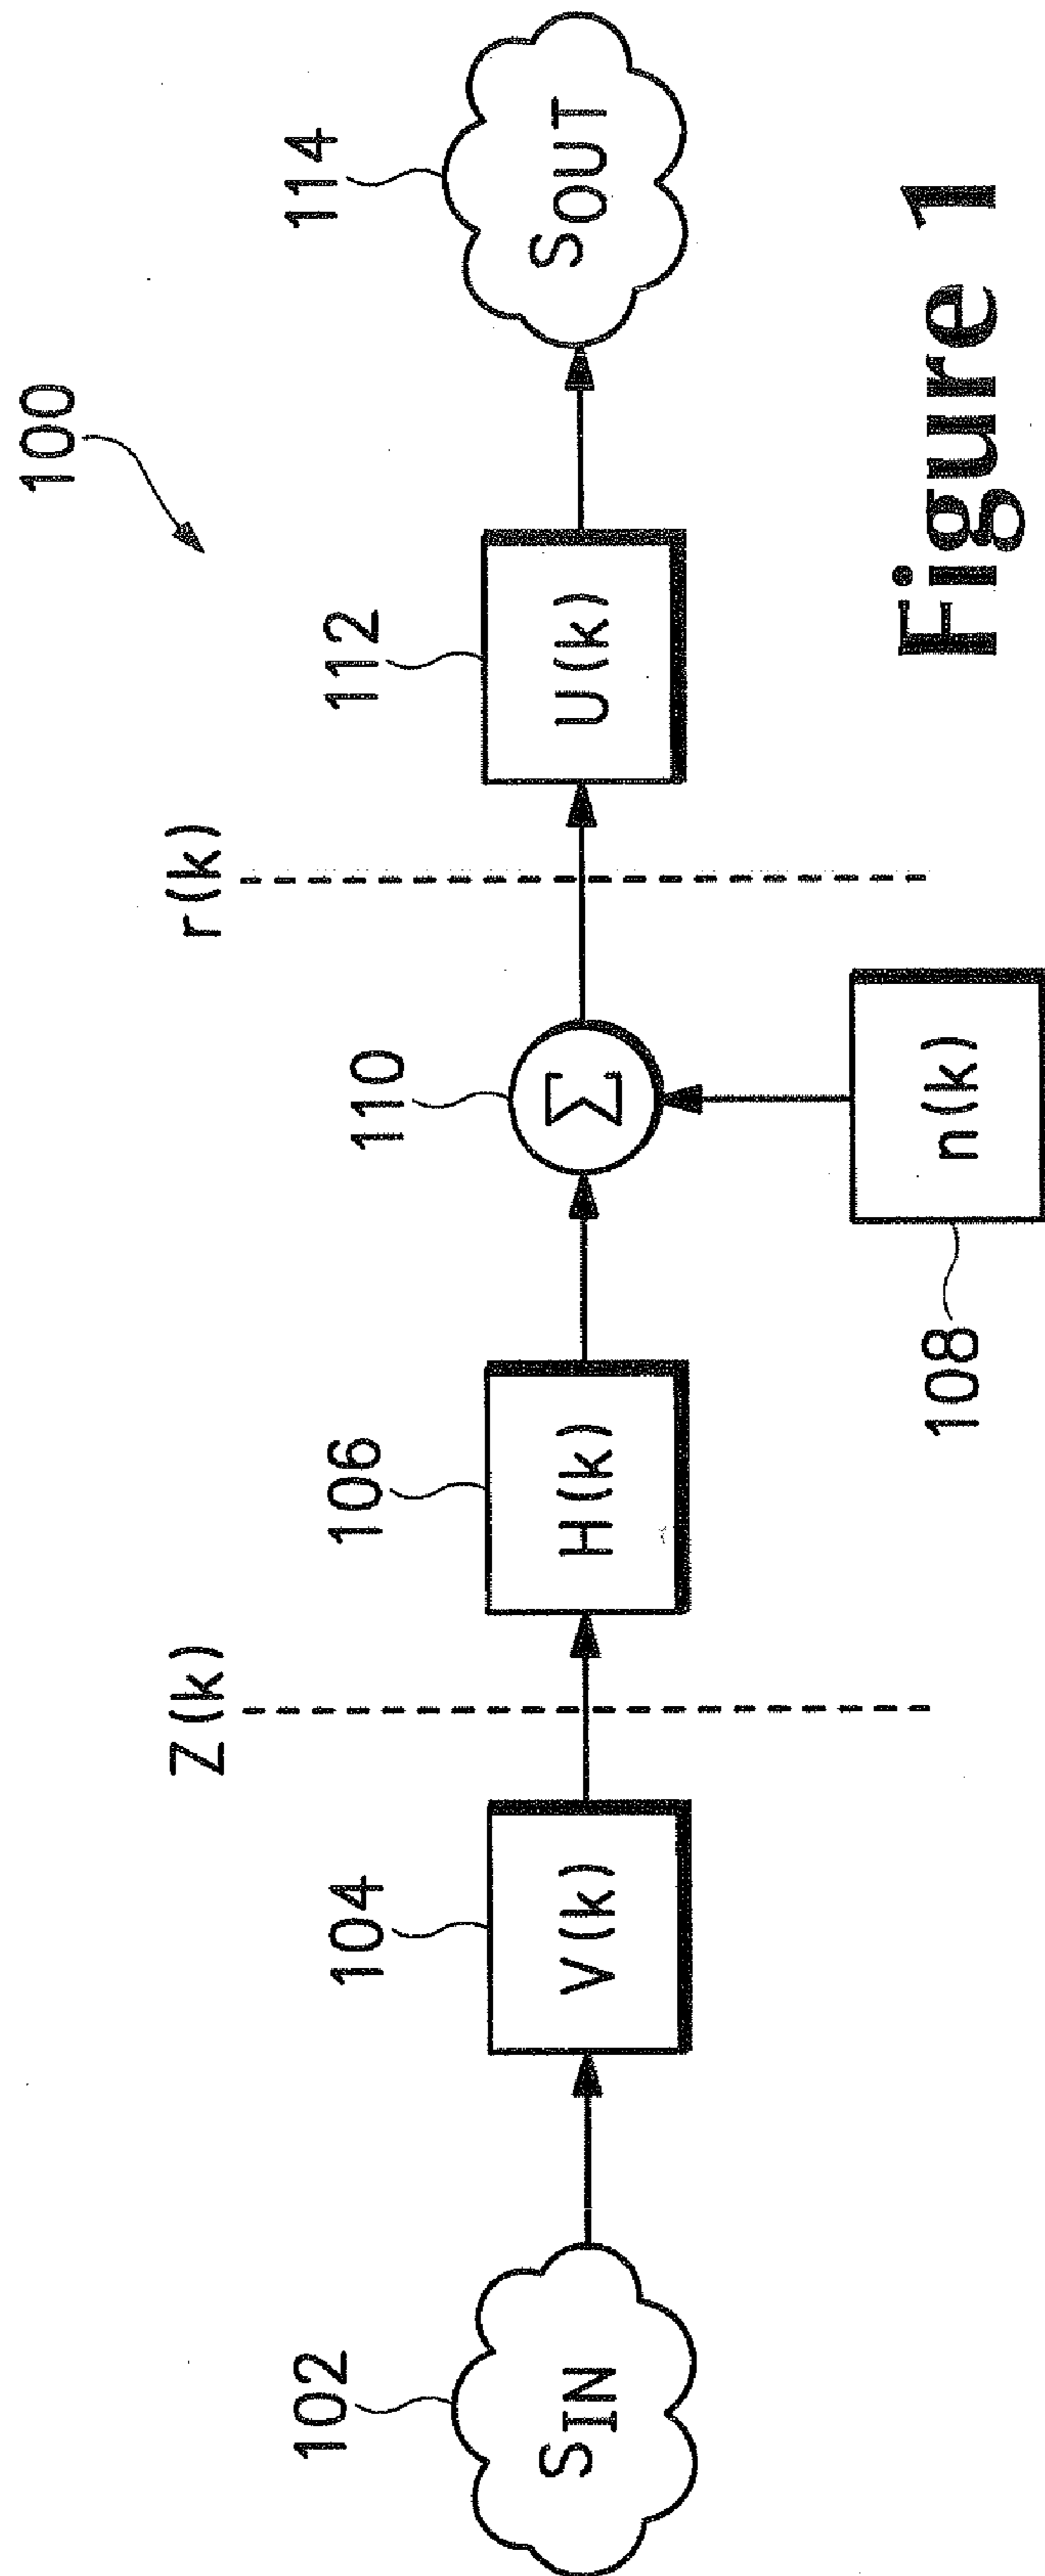 100
102
104
Z(k)
106
110
r(k)
112
114
SIN
V(k)
H(k)
Σ
U(k)
SOUT
108
n(k)
Figure 1